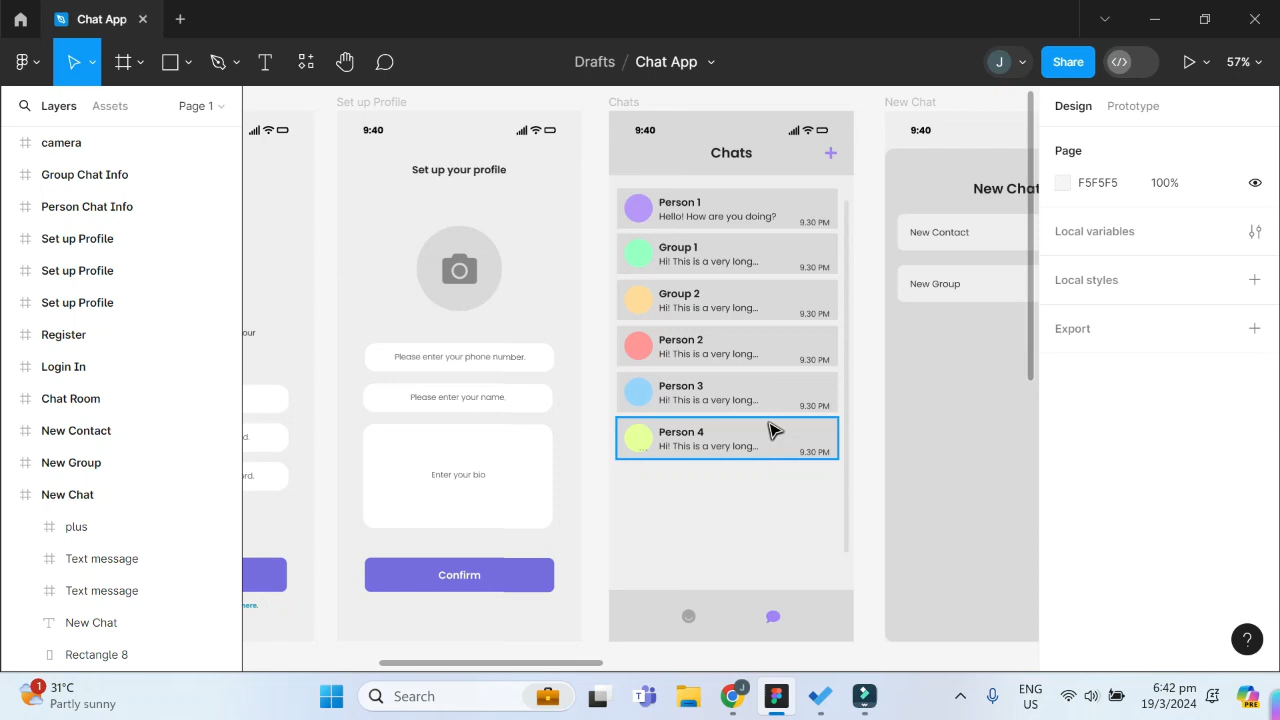 Chat App
Drafts / Chat App
J
Share
57%
Layers
Assets
Page 1
camera
Group Chat Info
Person Chat Info
Set up Profile
Set up Profile
Set up Profile
Register
Login In
Chat Room
New Contact
New Group
New Chat
plus
Text message
Text message
New Chat
Rectangle 8
our
d.
ord.
here.
Set up Profile
9:40
Set up your profile
Please enter your phone number.
Please enter your name.
Enter your bio
Confirm
Chats
9:40
Chats
Person 1
Hello! How are you doing?
9.30 PM
Group 1
Hi! This is a very long...
9.30 PM
Group 2
Hi! This is a very long...
9.30 PM
Person 2
Hi! This is a very long...
9.30 PM
Person 3
Hi! This is a very long...
9.30 PM
Person 4
Hi! This is a very long...
9.30 PM
New Chat
9:40
New Chat
New Contact
New Group
Design
Prototype
Page
F5F5F5
100%
Local variables
Local styles
Export
?
1
31°C
Partly sunny
Search
J
ENG
US
6:42 pm
19/3/2024
PRE